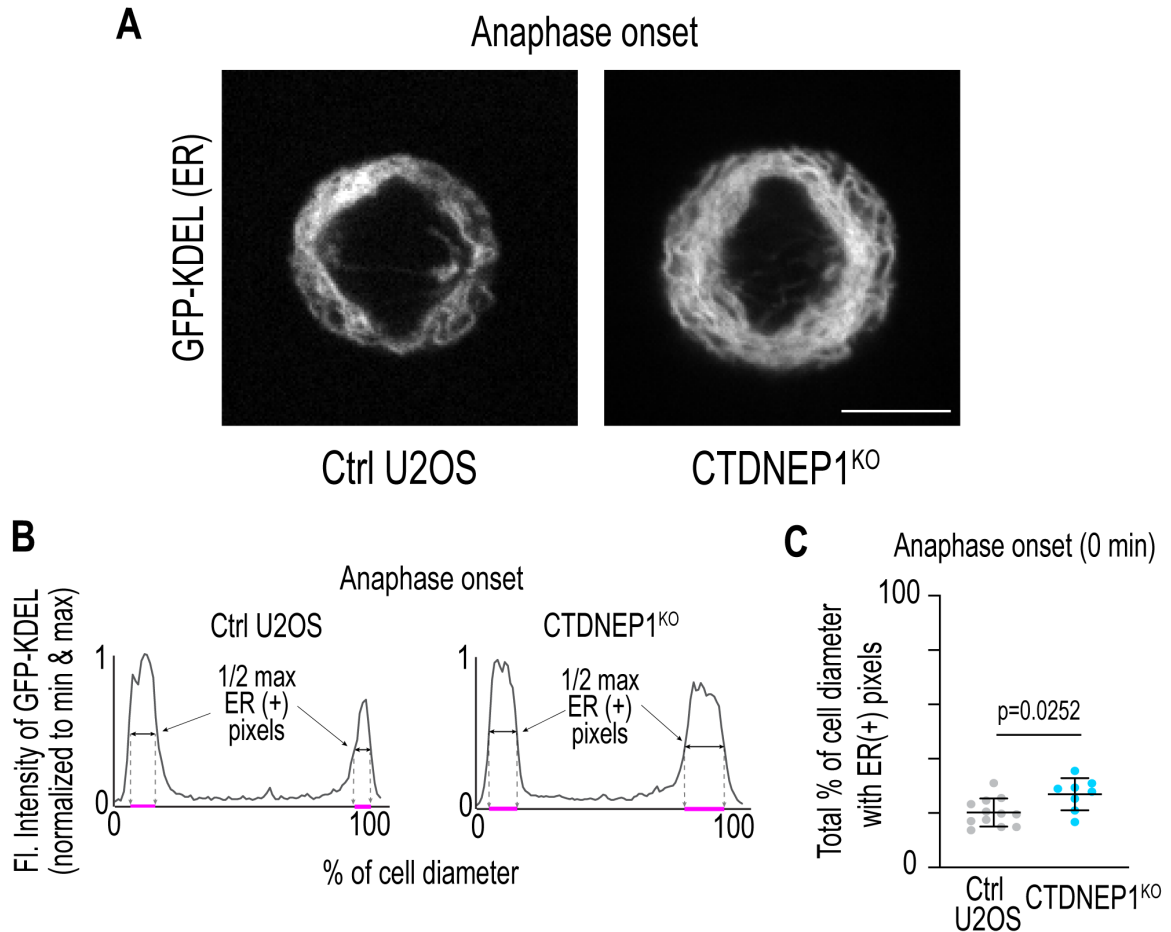 A
Anaphase onset
GFP-KDEL (ER)
Ctrl U2OS
CTDNEP1KO
B
Anaphase onset
Fl. Intensity of GFP-KDEL
(normalized to min & max)
Ctrl U2OS
CTDNEP1KO
1
1/2 max
ER (+)
pixels
0
0
100
1
1/2 max
ER (+)
pixels
0
0
100
% of cell diameter
C
Anaphase onset (0 min)
Total % of cell diameter
with ER(+) pixels
100
p=0.0252
0
Ctrl
U2OS
CTDNEP1KO